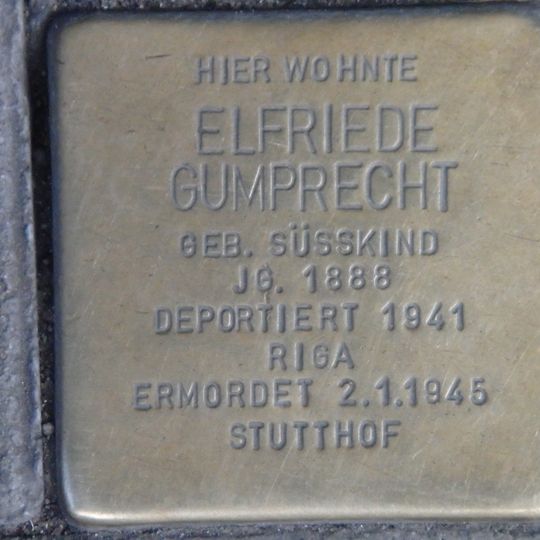 HIER WOHNTE
ELFRIEDE
GUMPRECHT
GEB. SÜSSKIND
JG. 1888
DEPORTIERT 1941
RIGA
ERMORDET 2.1.1945
STUTTHOF